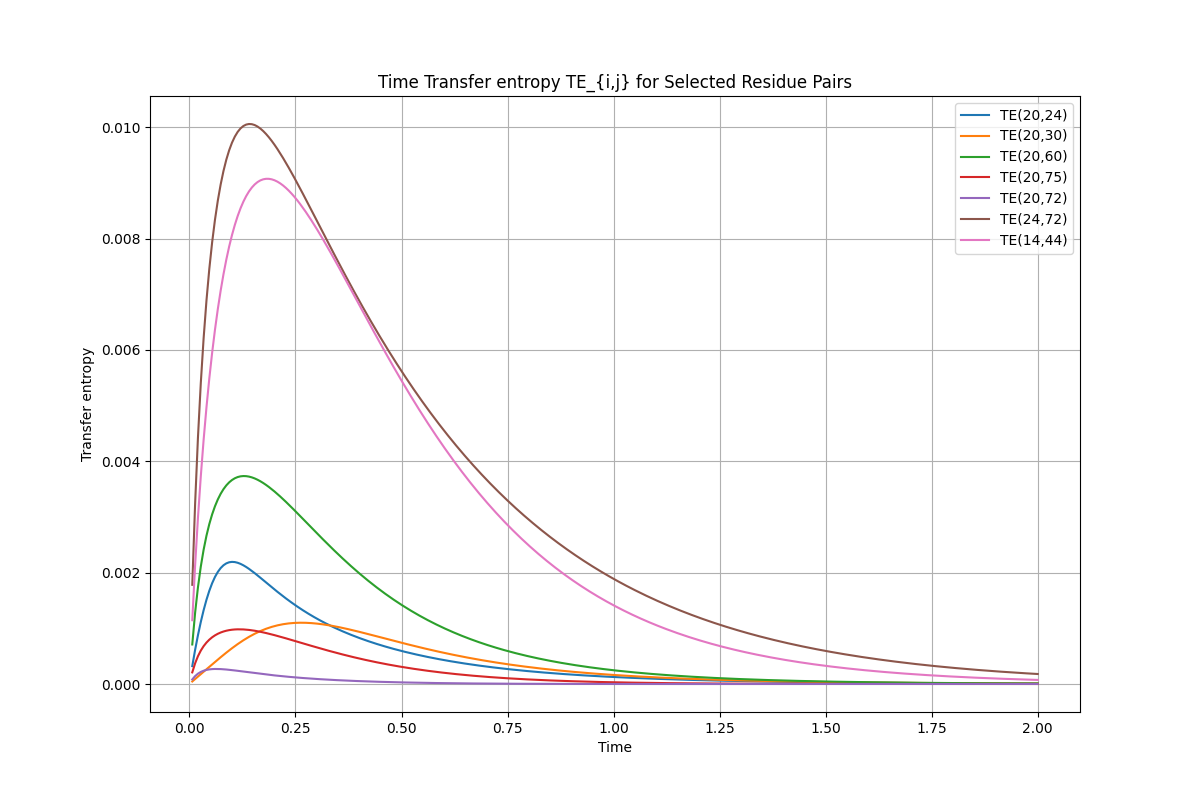 Time Transfer entropy TE_{i,j} for Selected Residue Pairs
TE(20,24)
TE(20,30)
TE(20,60)
TE(20,75)
TE(20,72)
TE(24,72)
TE(14,44)
Transfer entropy
0.010
0.008
0.006
0.004
0.002
0.000
0.00 0.25 0.50 0.75 1.00 1.25 1.50 1.75 2.00
Time